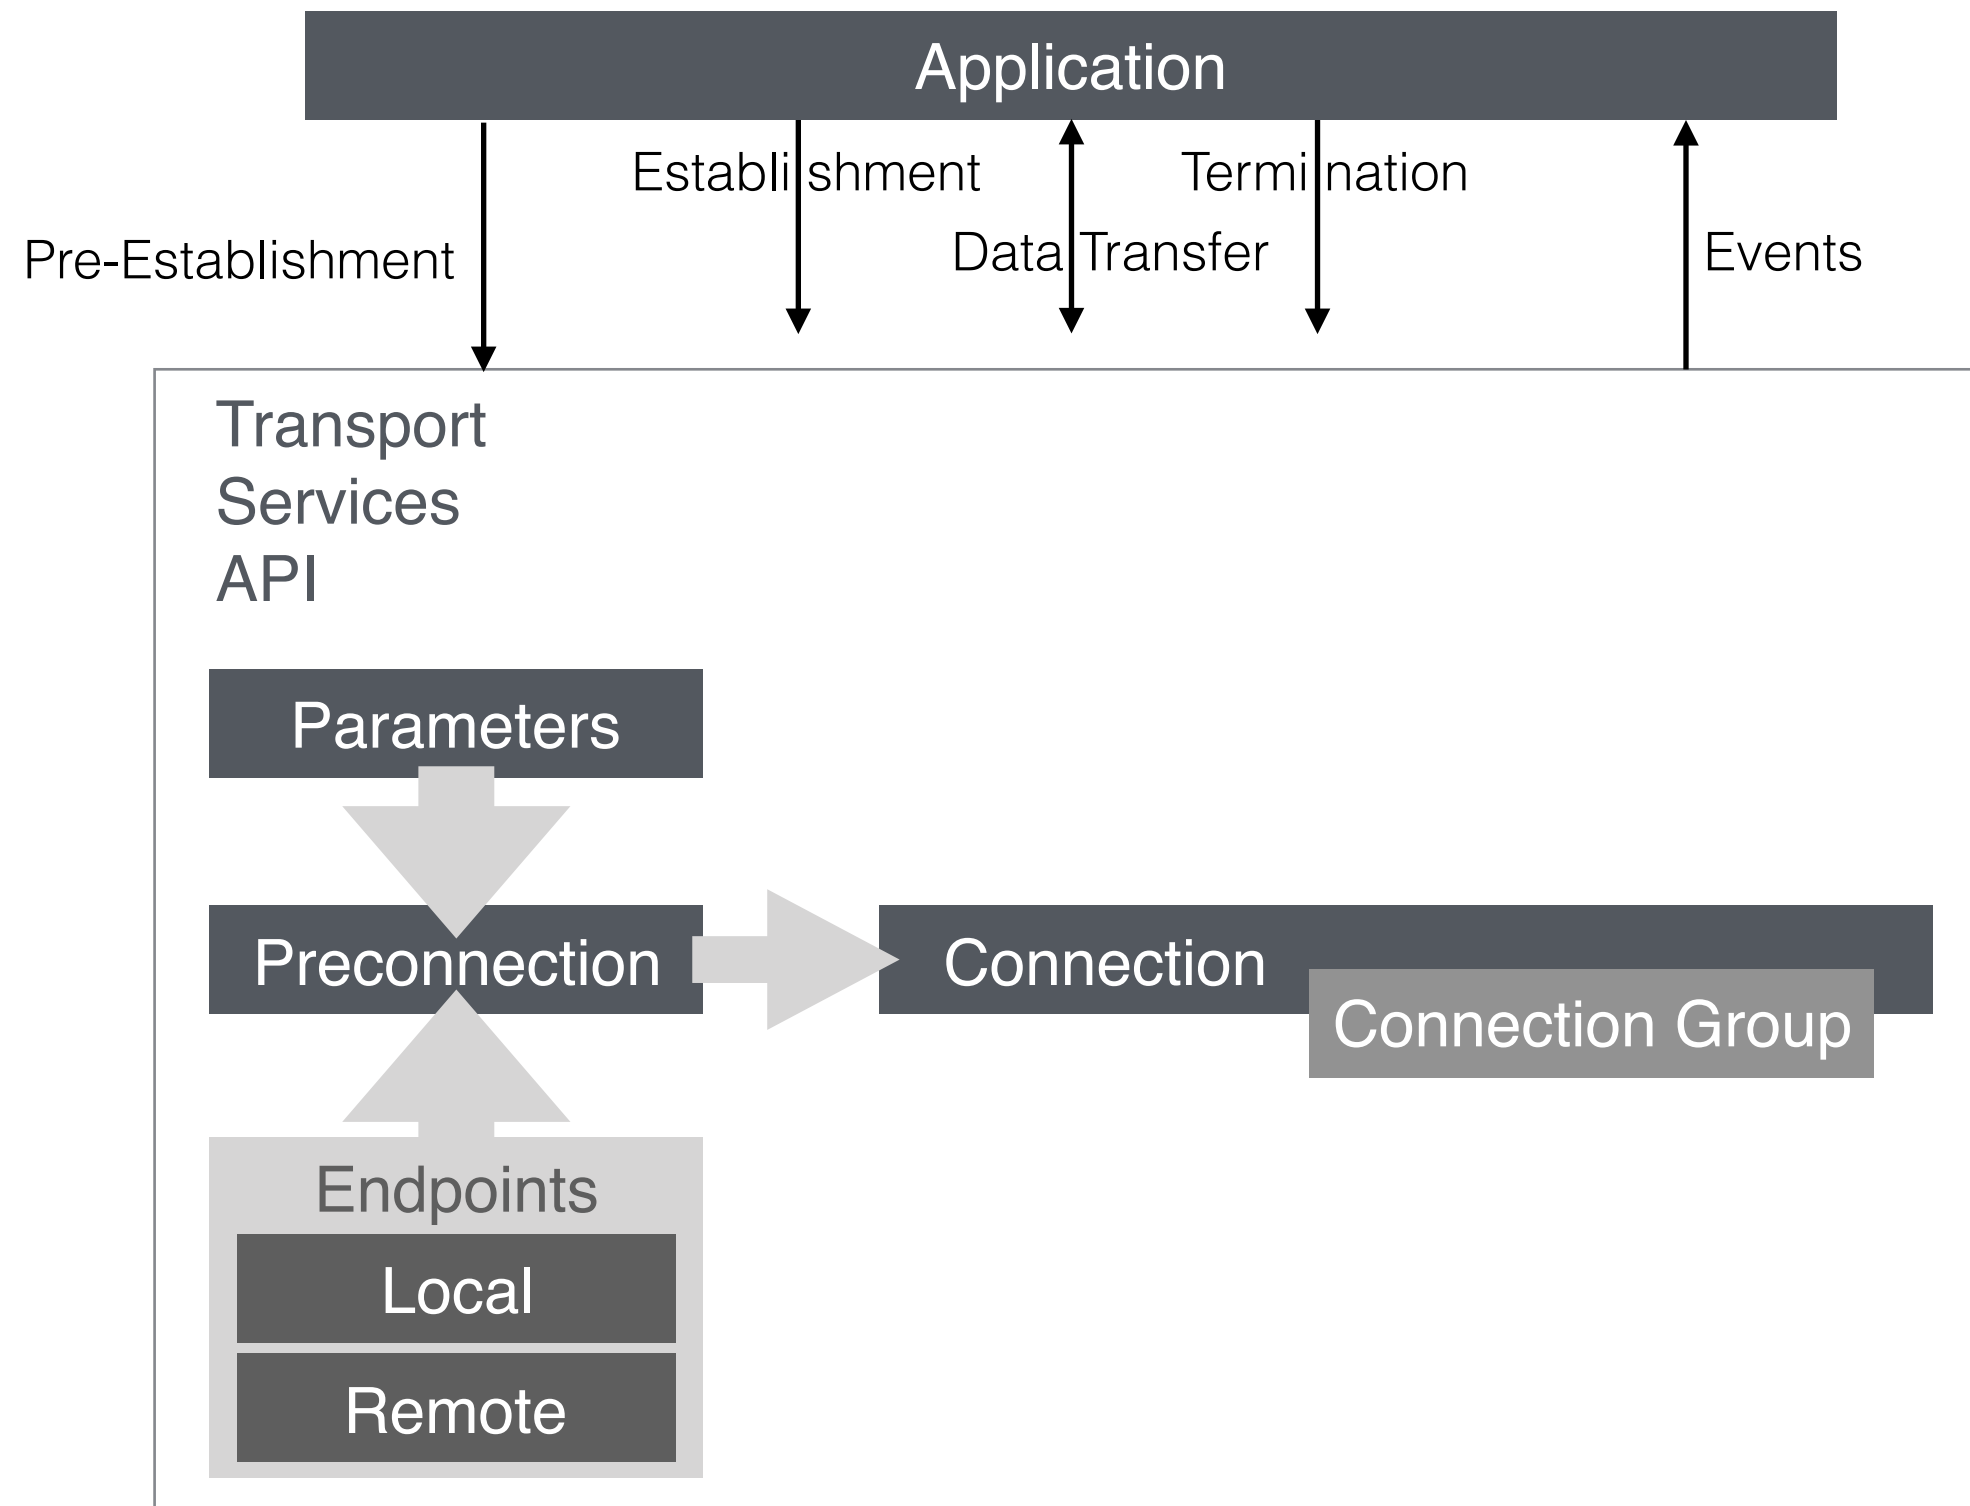 Application
Establishment
Termination
Pre-Establishment
Data Transfer
Events
Transport
Services
API
Parameters
Preconnection
Connection
Connection Group
Endpoints
Local
Remote